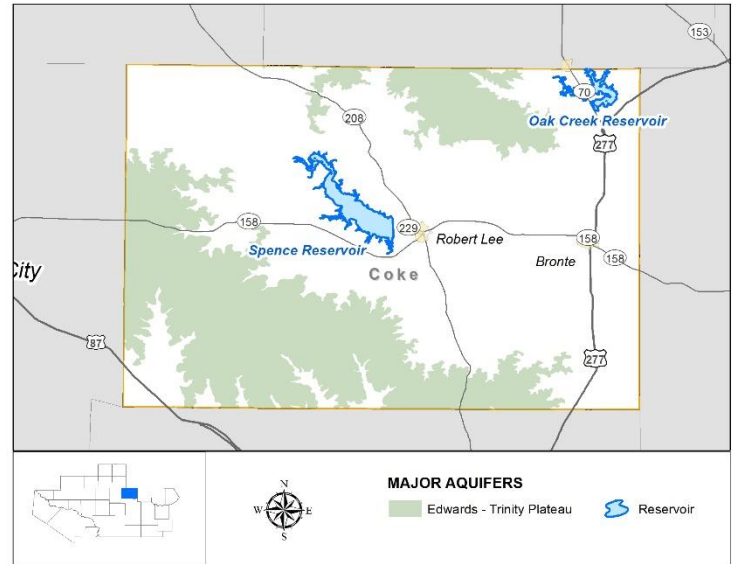 153
70
Oak Creek Reservoir
208
277
158
229
Robert Lee
158
Spence Reservoir
Bronte
158
Coke
City
87
277
N
W E
S
MAJOR AQUIFERS
Edwards - Trinity Plateau
Reservoir